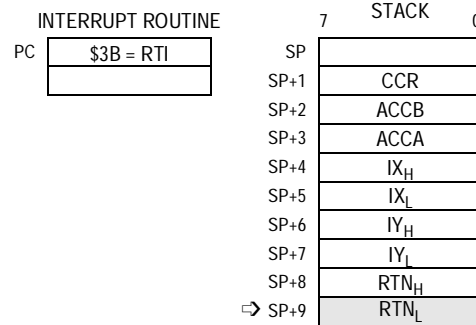 INTERRUPT ROUTINE
PC $3B = RTI
7 STACK 0
SP
SP+1 CCR
SP+2 ACCB
SP+3 ACCA
SP+4 IXH
SP+5 IXL
SP+6 IYH
SP+7 IYL
SP+8 RTNH
⇨ SP+9 RTNL